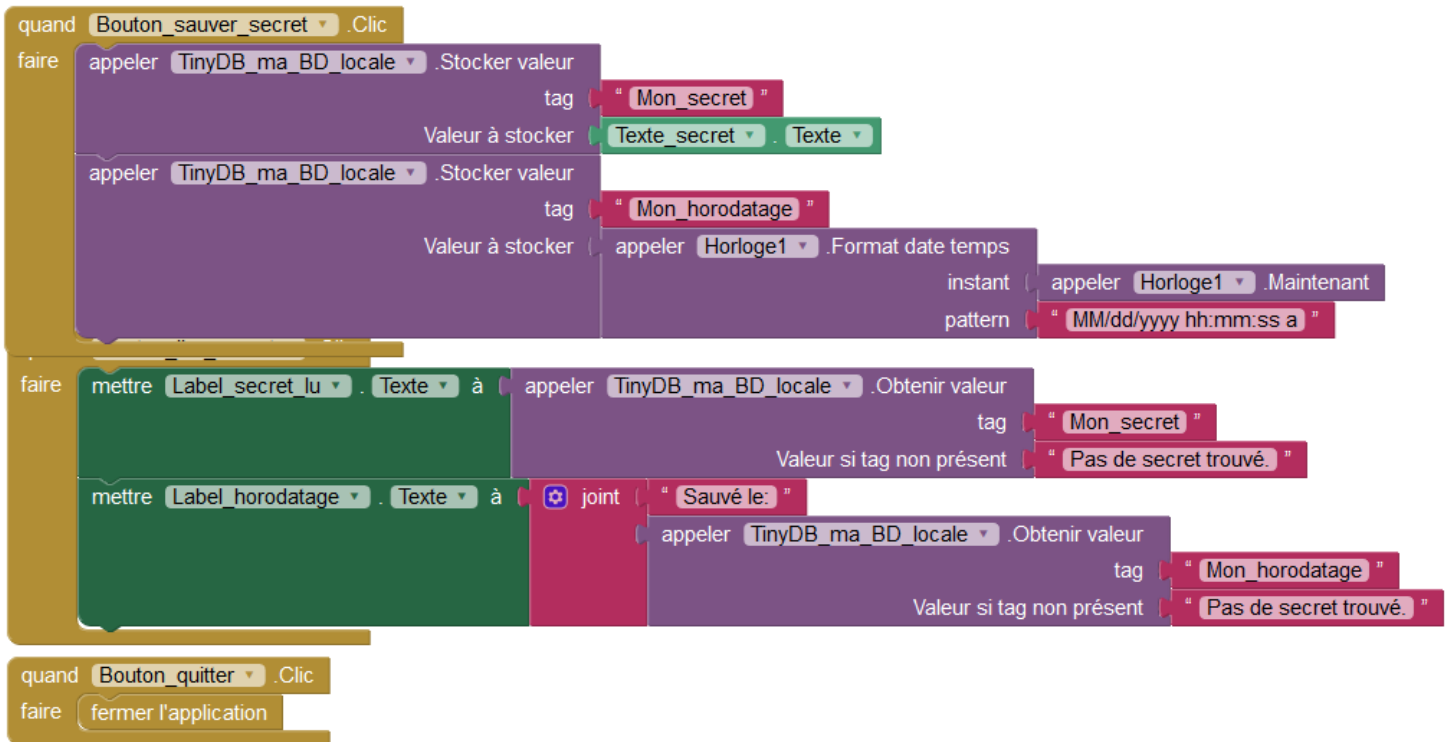 quand Bouton_sauver_secret .Clic
faire appeler TinyDB_ma_BD_locale .Stocker valeur
tag " Mon_secret "
Valeur à stocker Texte_secret . Texte
appeler TinyDB_ma_BD_locale .Stocker valeur
tag " Mon_horodatage "
Valeur à stocker appeler Horloge1 .Format date temps
instant appeler Horloge1 .Maintenant
pattern " MM/dd/yyyy hh:mm:ss a "
faire mettre Label_secret_lu . Texte à appeler TinyDB_ma_BD_locale .Obtenir valeur
tag " Mon_secret "
Valeur si tag non présent " Pas de secret trouvé. "
mettre Label_horodatage . Texte à joint " Sauvé le: "
appeler TinyDB_ma_BD_locale .Obtenir valeur
tag " Mon_horodatage "
Valeur si tag non présent " Pas de secret trouvé. "
quand Bouton_quitter .Clic
faire fermer l'application